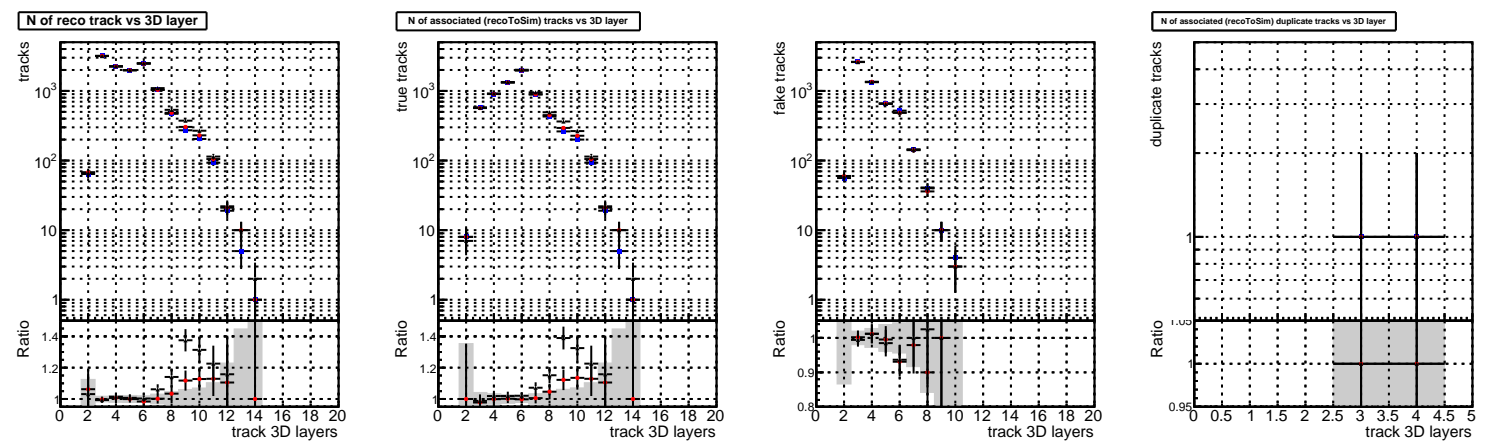 N of reco track vs 3D layer
tracks
10³
10²
10
1
Ratio
1.4
1.2
1
0 2 4 6 8 10 12 14 16 18 20
track 3D layers
N of associated (recoToSim) tracks vs 3D layer
true tracks
10³
10²
10
1
Ratio
1.4
1.2
1
0 2 4 6 8 10 12 14 16 18 20
track 3D layers
fake tracks
10³
10²
10
1
Ratio
1
0.9
0.8
0 2 4 6 8 10 12 14 16 18 20
track 3D layers
N of associated (recoToSim) duplicate tracks vs 3D layer
duplicate tracks
1
Ratio
1.05
1
0.95
0 0.5 1 1.5 2 2.5 3 3.5 4 4.5 5
track 3D layers